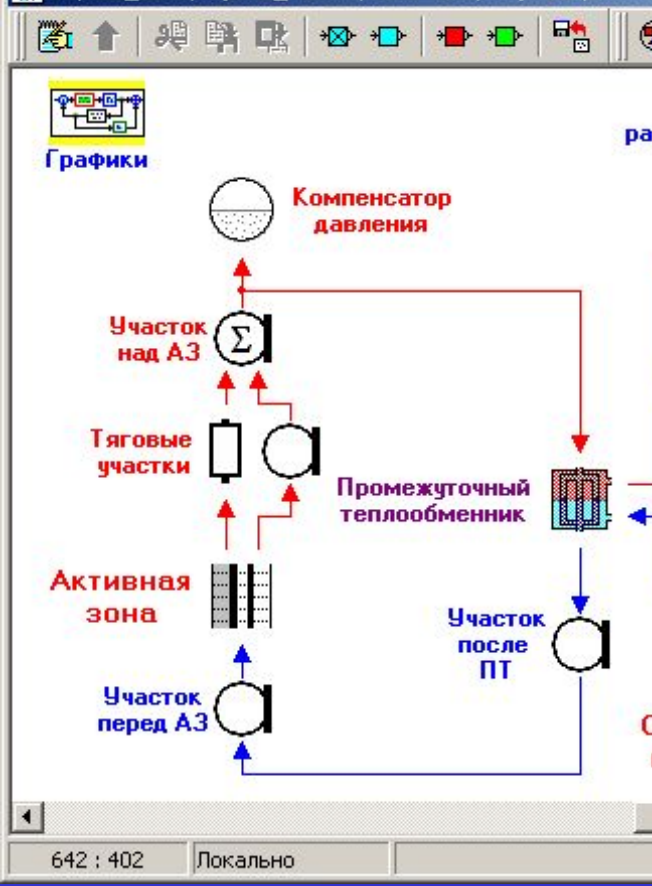 Графики
ра
Компенсатор
давления
Участок
над АЗ
Σ
Тяговые
участки
Промежуточный
теплообменник
Активная
зона
Участок
после
ПТ
Участок
перед АЗ
642 : 402
Локально